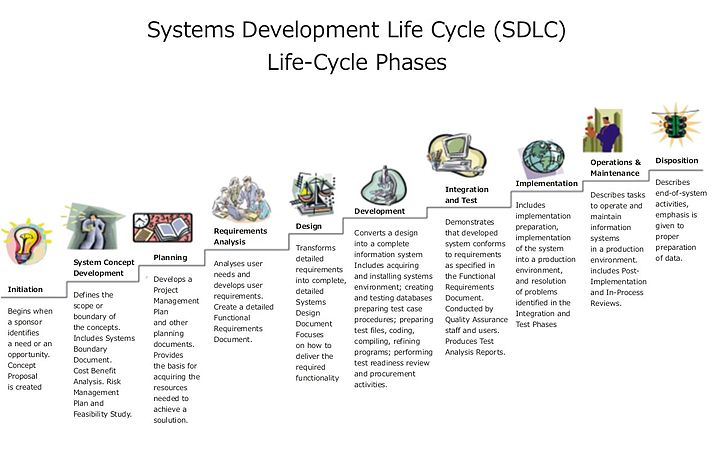 Systems Development Life Cycle (SDLC)
Life-Cycle Phases
Initiation
Begins when
a sponsor
identifies
a need or an
opportunity.
Concept
Proposal
is created
System Concept
Development
Defines the
scope or
boundary of
the concepts.
Includes Systems
Boundary
Document.
Cost Benefit
Analysis. Risk
Management
Plan and
Feasibility Study.
Planning
Develops a
Project
Management
Plan
and other
planning
documents.
Provides
the basis for
acquiring the
resources
needed to
achieve a
soulution.
Requirements
Analysis
Analyses user
needs and
develops user
requirements.
Create a detailed
Functional
Requirements
Document.
Design
Transforms
detailed
requirements
into complete,
detailed
Systems
Design
Document
Focuses
on how to
deliver the
required
functionality
Development
Converts a design
into a complete
information system
Includes acquiring
and installing systems
environment; creating
and testing databases
preparing test case
procedures; preparing
test files, coding,
compiling, refining
programs; performing
test readiness review
and procurement
activities.
Integration
and Test
Demonstrates
that developed
system conforms
to requirements
as specified in
the Functional
Requirements
Document.
Conducted by
Quality Assurance
staff and users.
Produces Test
Analysis Reports.
Implementation
Includes
implementation
preparation,
implementation
of the system
into a production
environment,
and resolution
of problems
identified in the
Integration and
Test Phases
Operations &
Maintenance
Describes tasks
to operate and
maintain
information
systems
in a production
environment.
includes Post-
Implementation
and In-Process
Reviews.
Disposition
Describes
end-of-system
activities,
emphasis is
given to
proper
preparation
of data.